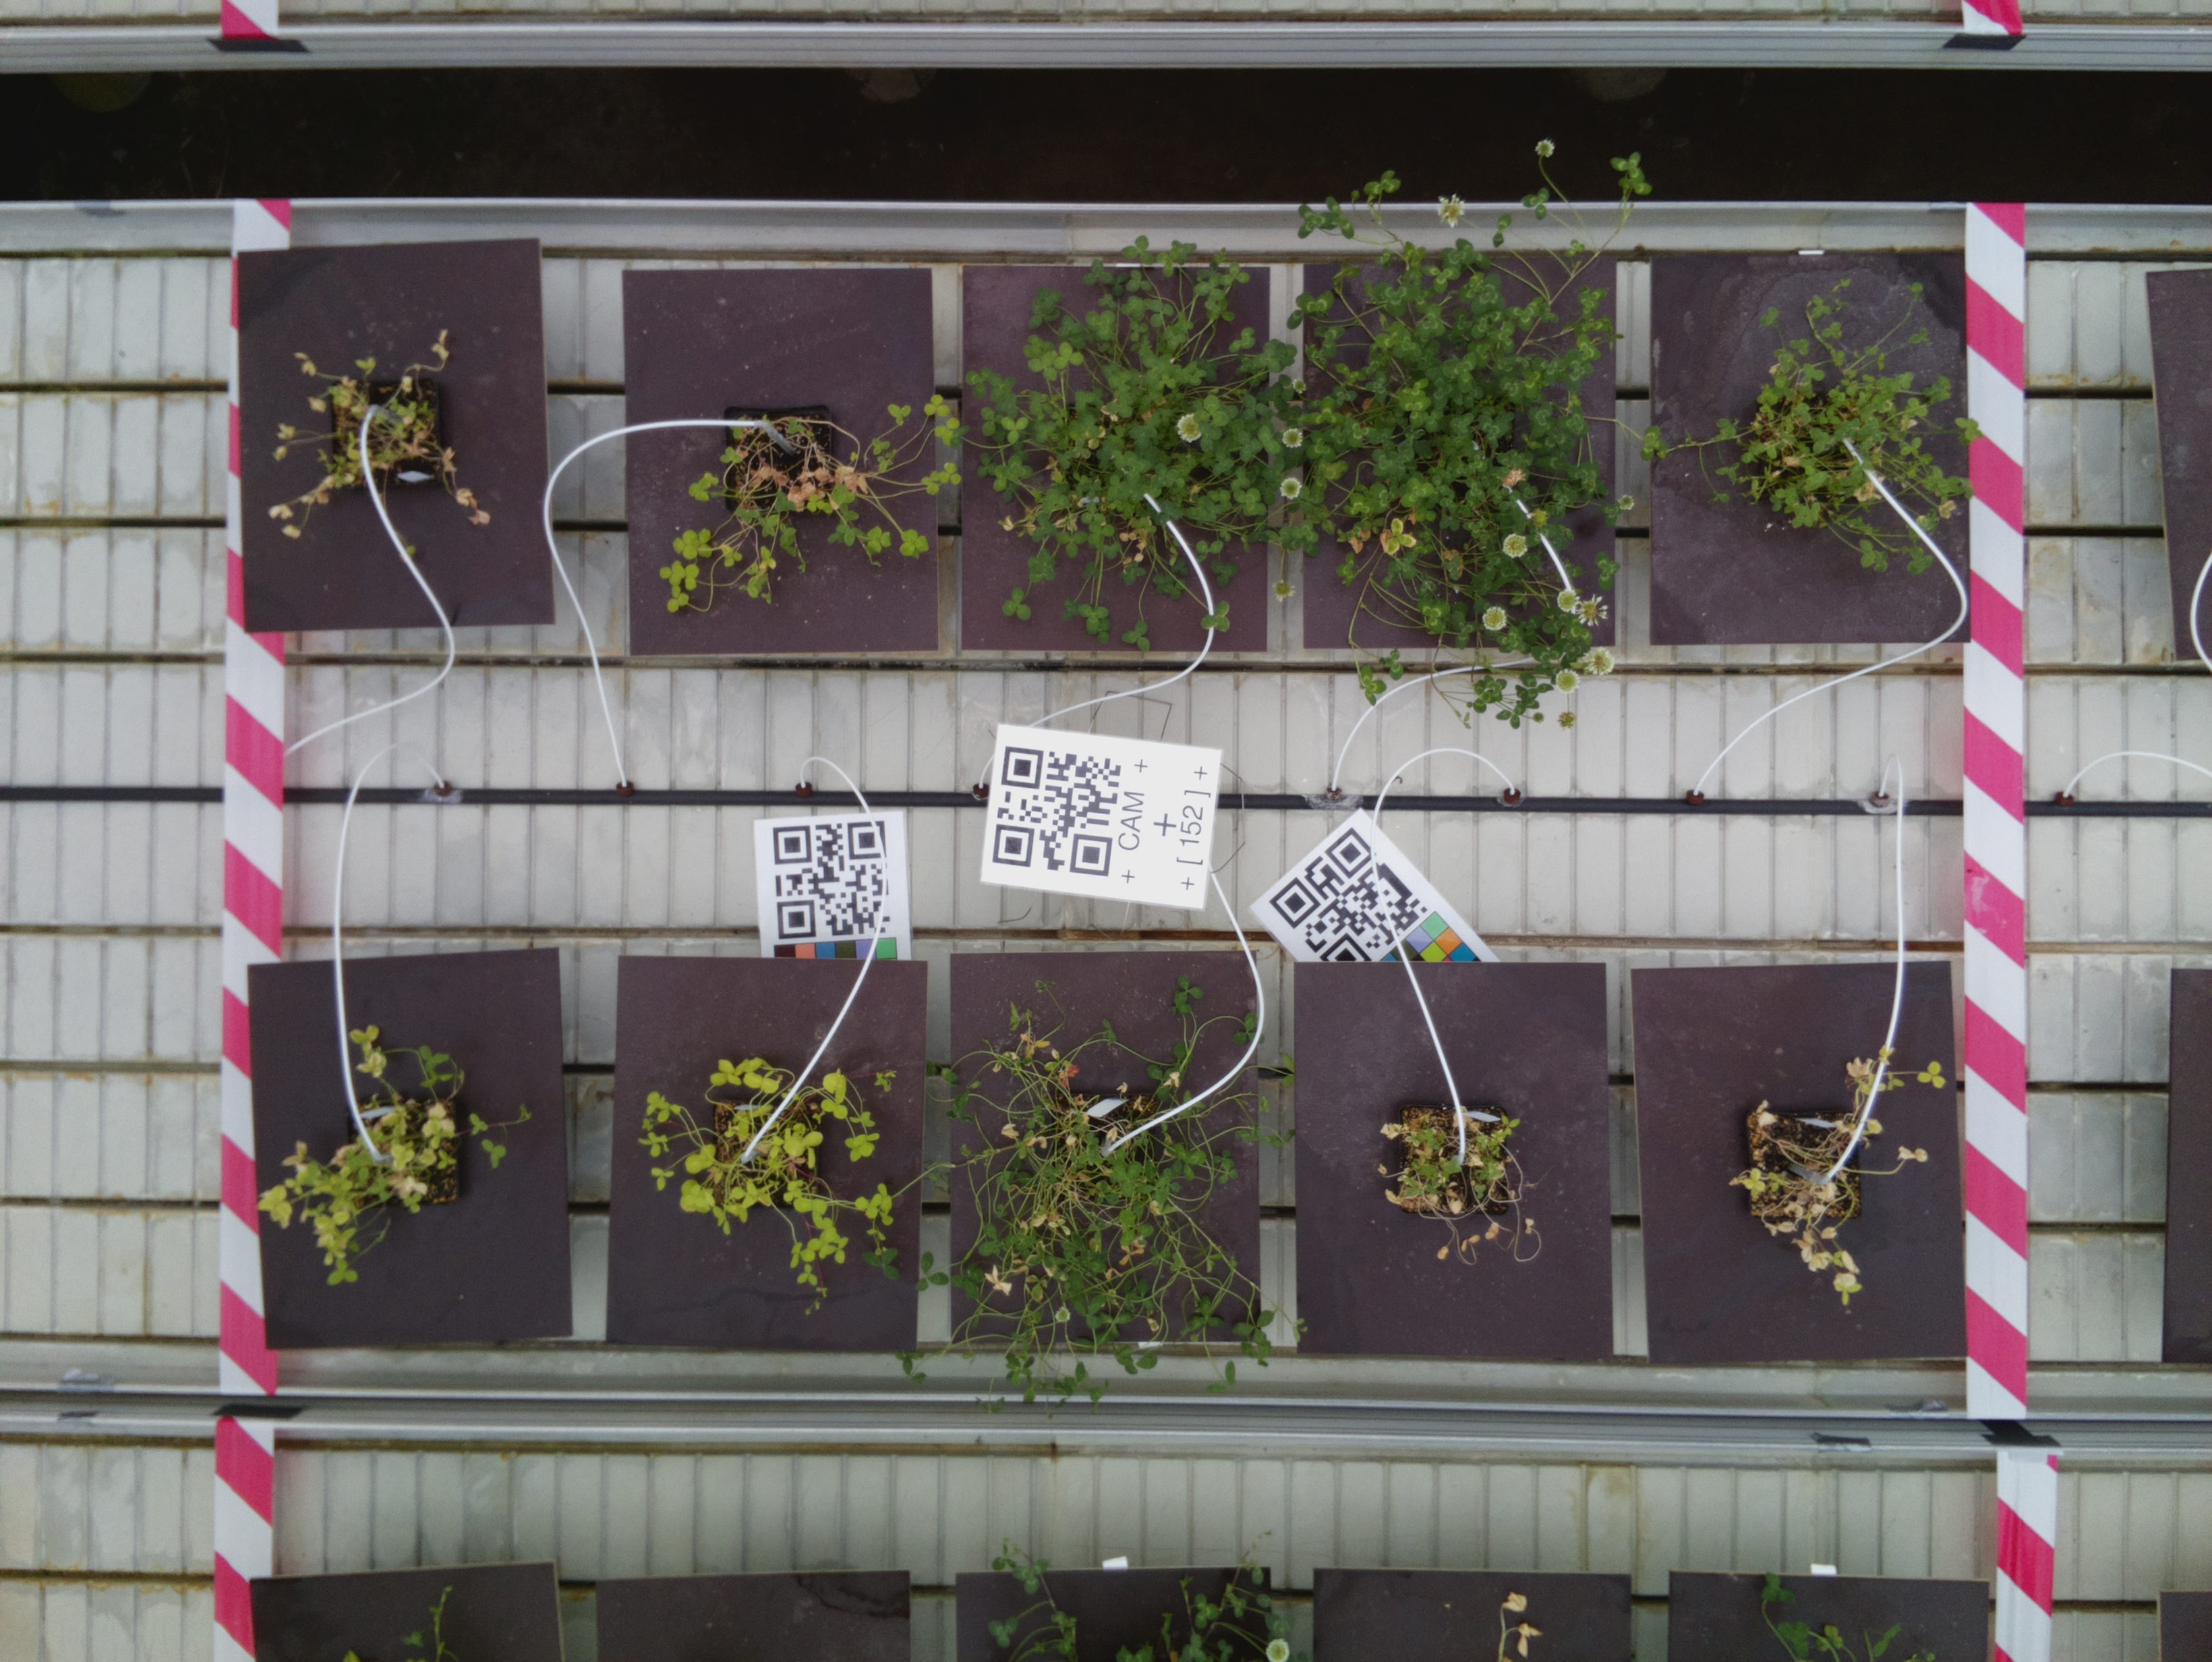 + CAM +
+
+ [ 152 ] +